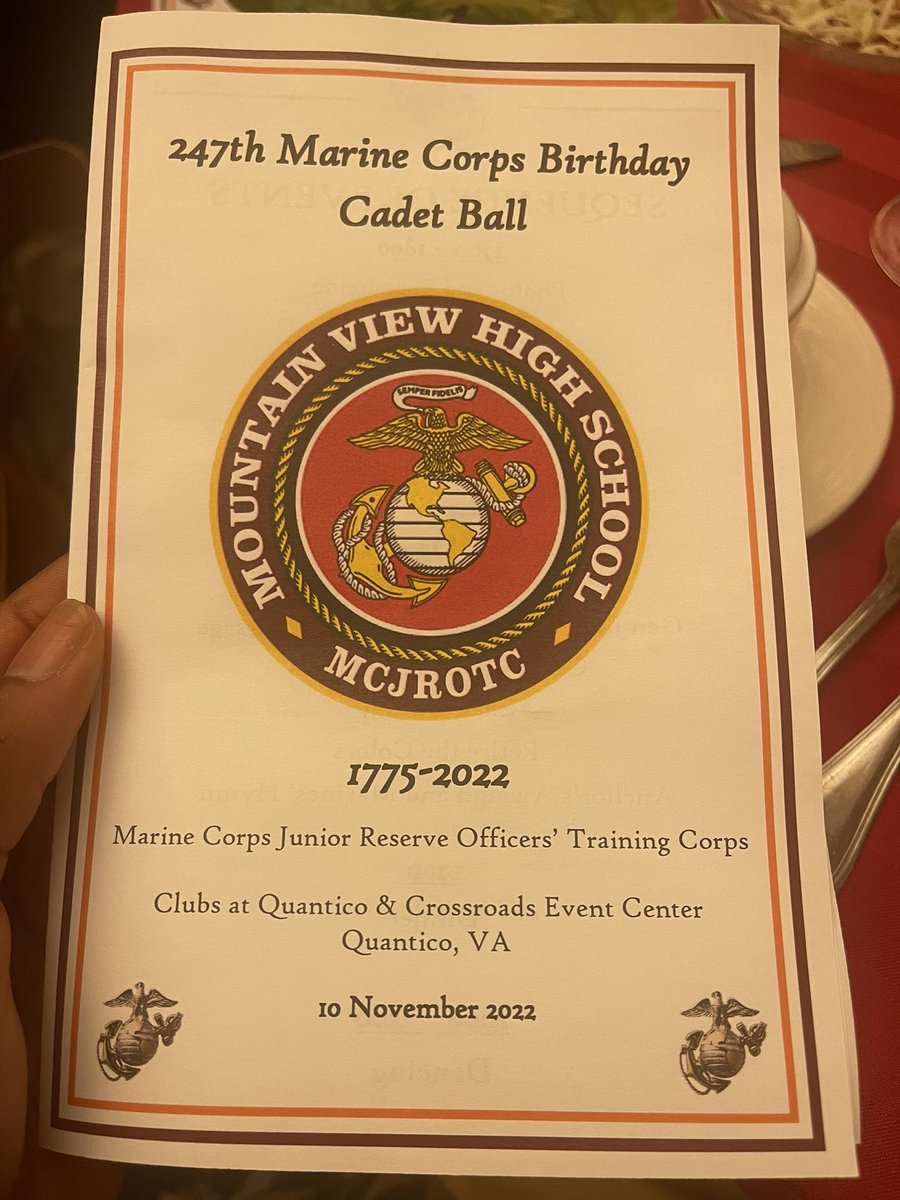 247th Marine Corps Birthday
Cadet Ball
MOUNTAIN VIEW HIGH SCHOOL
SEMPER FIDELIS
MCJROTC
1775-2022
Marine Corps Junior Reserve Officers' Training Corps
Clubs at Quantico & Crossroads Event Center
Quantico, VA
10 November 2022